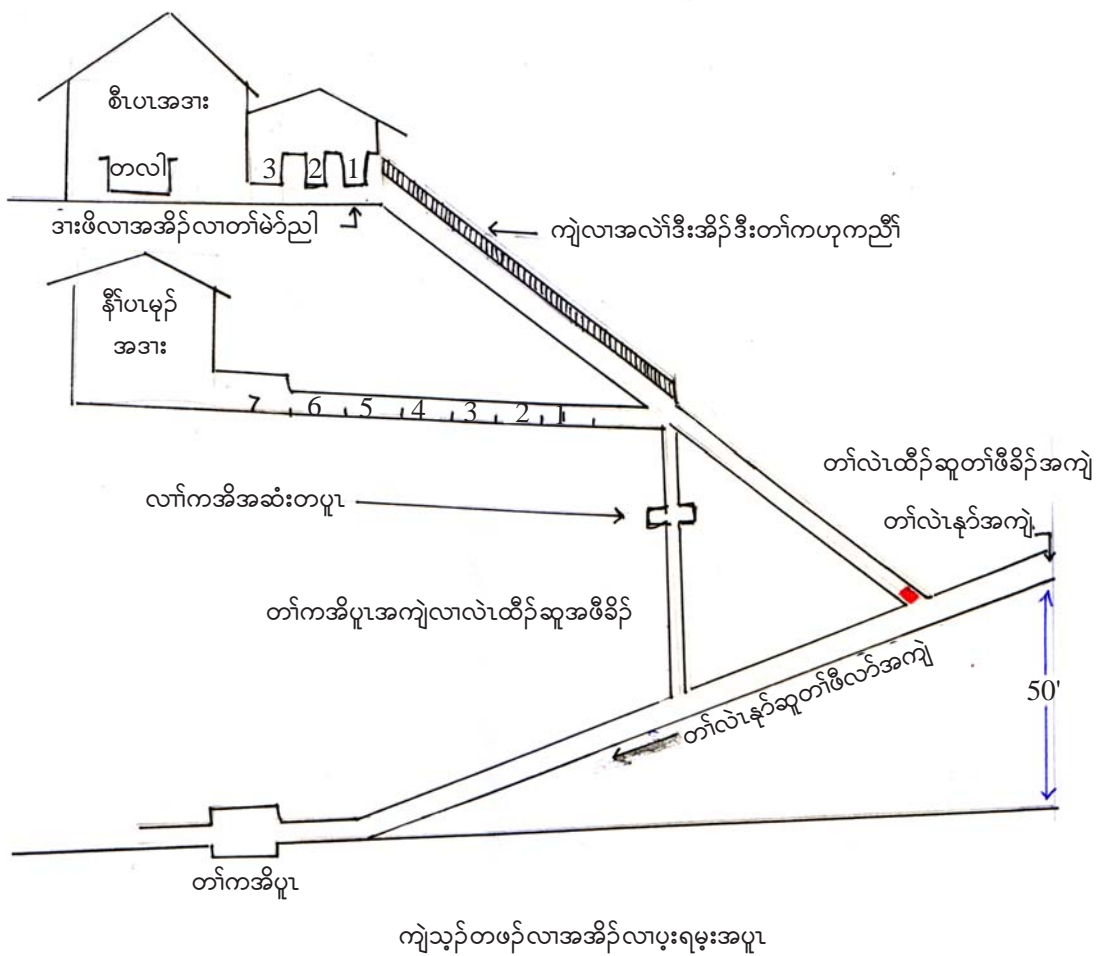 စီၤပၤအဒၢး
တလါ
3 2 1
ဒၢးဖိလၢအအိၣ်လၢတၢ်မဲာ်ညါ
ကျဲလၢအလဲၢ်ဒီးအိၣ်ဒီးတၢ်ကဟုကညီၢ်
နီၢ်ပၤမုၣ်
အဒၢး
7 6 5 4 3 2 1
တၢ်လဲၤထီၣ်ဆူတၢ်ဖီခိၣ်အကျဲ
လၢၢ်ကအိအဆံးတပူၤ
တၢ်လဲၤနုာ်အကျဲ
တၢ်ကအိပူၤအကျဲလၢလဲၤထီၣ်ဆူအဖီခိၣ်
တၢ်လဲၤနုာ်ဆူတၢ်ဖီလာ်အကျဲ
50'
တၢ်ကအိပူၤ
ကျဲသ့ၣ်တဖၣ်လၢအအိၣ်လၢပ့းရမ့းအပူၤ